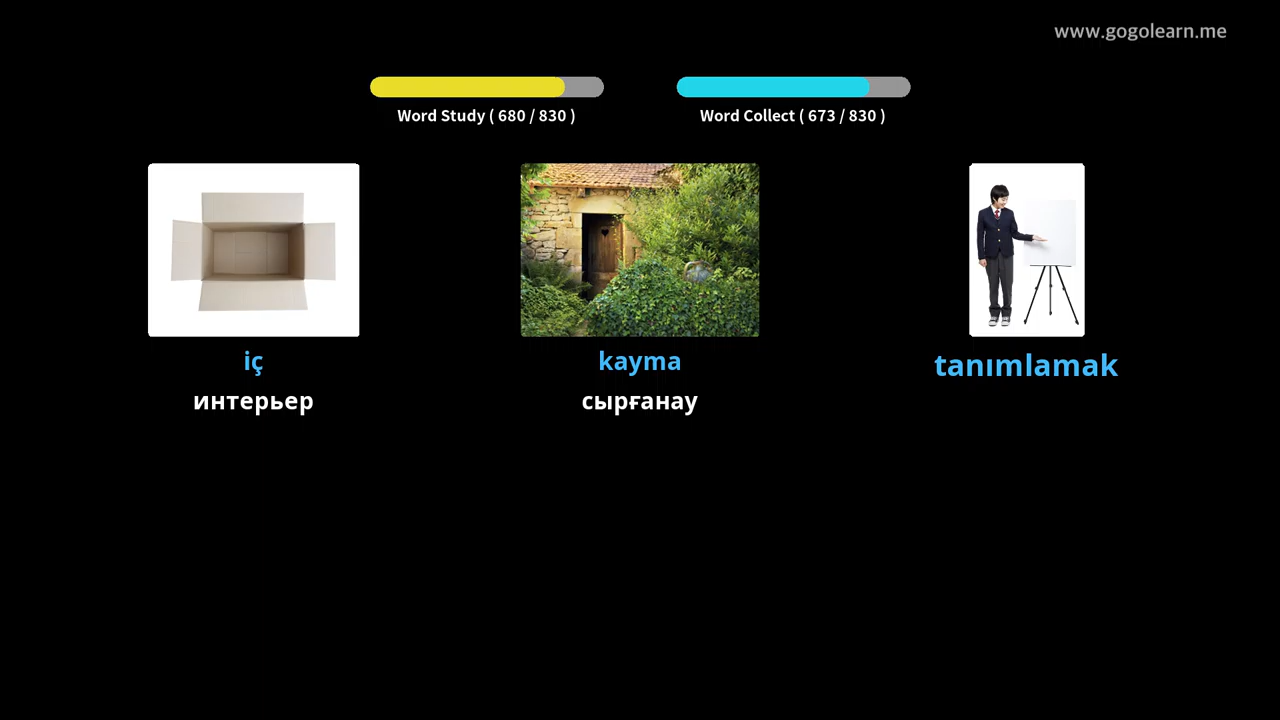 www.gogolearn.me
Word Study ( 680 / 830 )
Word Collect ( 673 / 830 )
iç
kayma
tanımlamak
интерьер
сырғанау